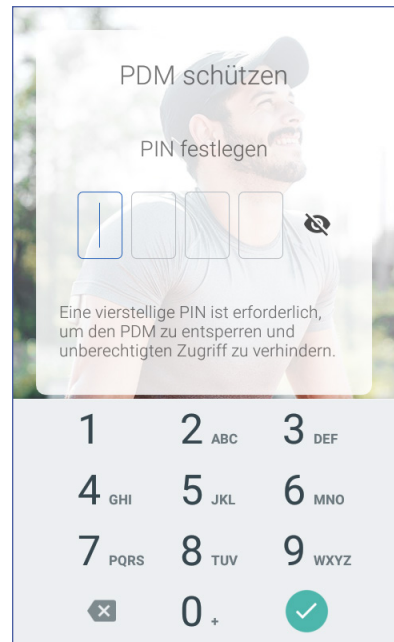 PDM schützen
PIN festlegen
Eine vierstellige PIN ist erforderlich,
um den PDM zu entsperren und
unberechtigten Zugriff zu verhindern.
1 2 ABC 3 DEF
4 GHI 5 JKL 6 MNO
7 PQRS 8 TUV 9 WXYZ
0 +